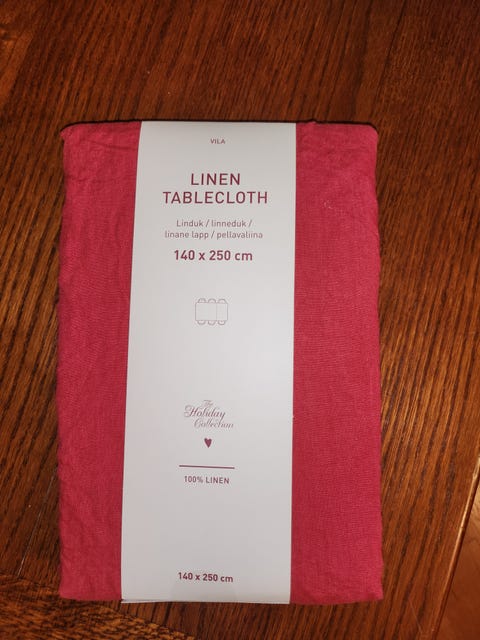 VILA
LINEN
TABLECLOTH
Linduk / linneduk /
linane lapp / pellavaliina
140 x 250 cm
The
Holiday
Collection
100% LINEN
140 x 250 cm